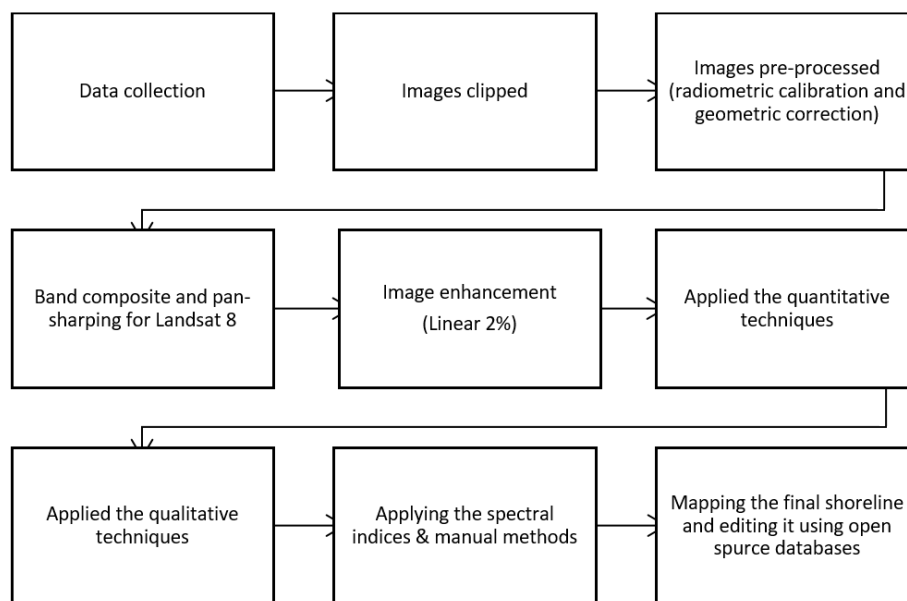 Data collection
Images clipped
Images pre-processed
(radiometric calibration and
geometric correction)
Band composite and pan-
sharping for Landsat 8
Image enhancement
(Linear 2%)
Applied the quantitative
techniques
Applied the qualitative
techniques
Applying the spectral
indices & manual methods
Mapping the final shoreline
and editing it using open
spurce databases